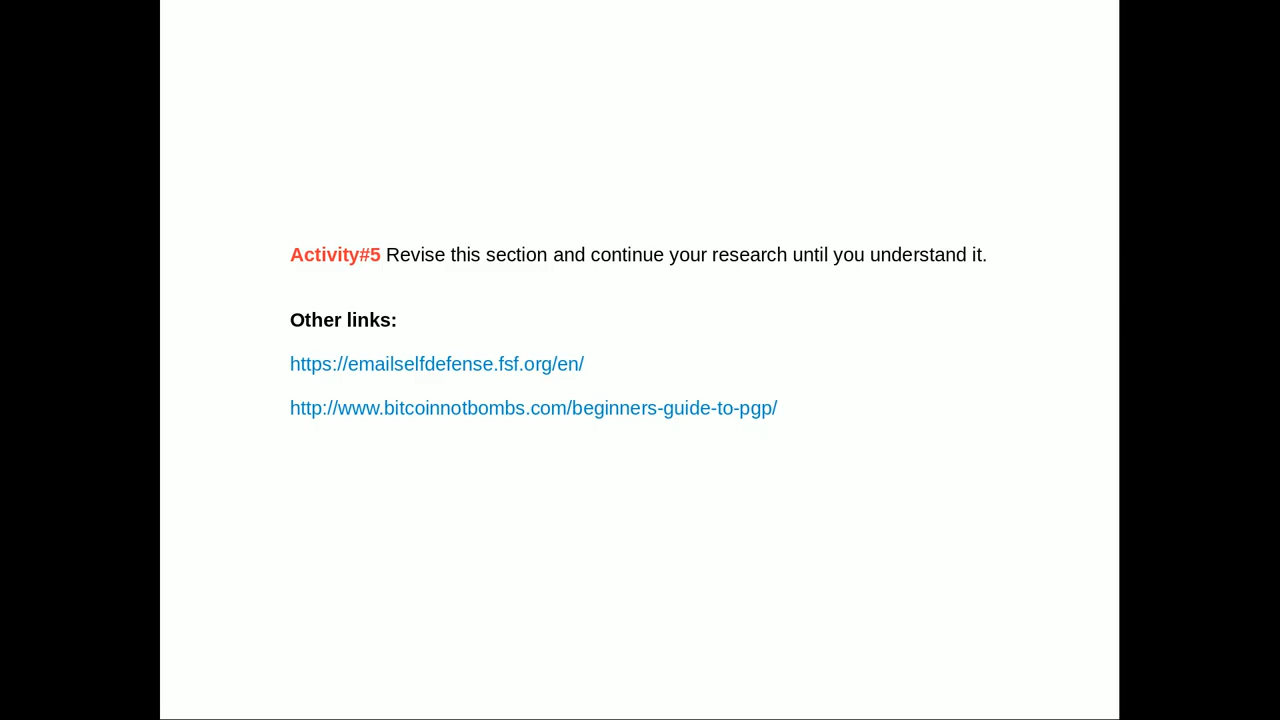 Activity#5 Revise this section and continue your research until you understand it.
Other links:
https://emailselfdefense.fsf.org/en/
http://www.bitcoinnotbombs.com/beginners-guide-to-pgp/